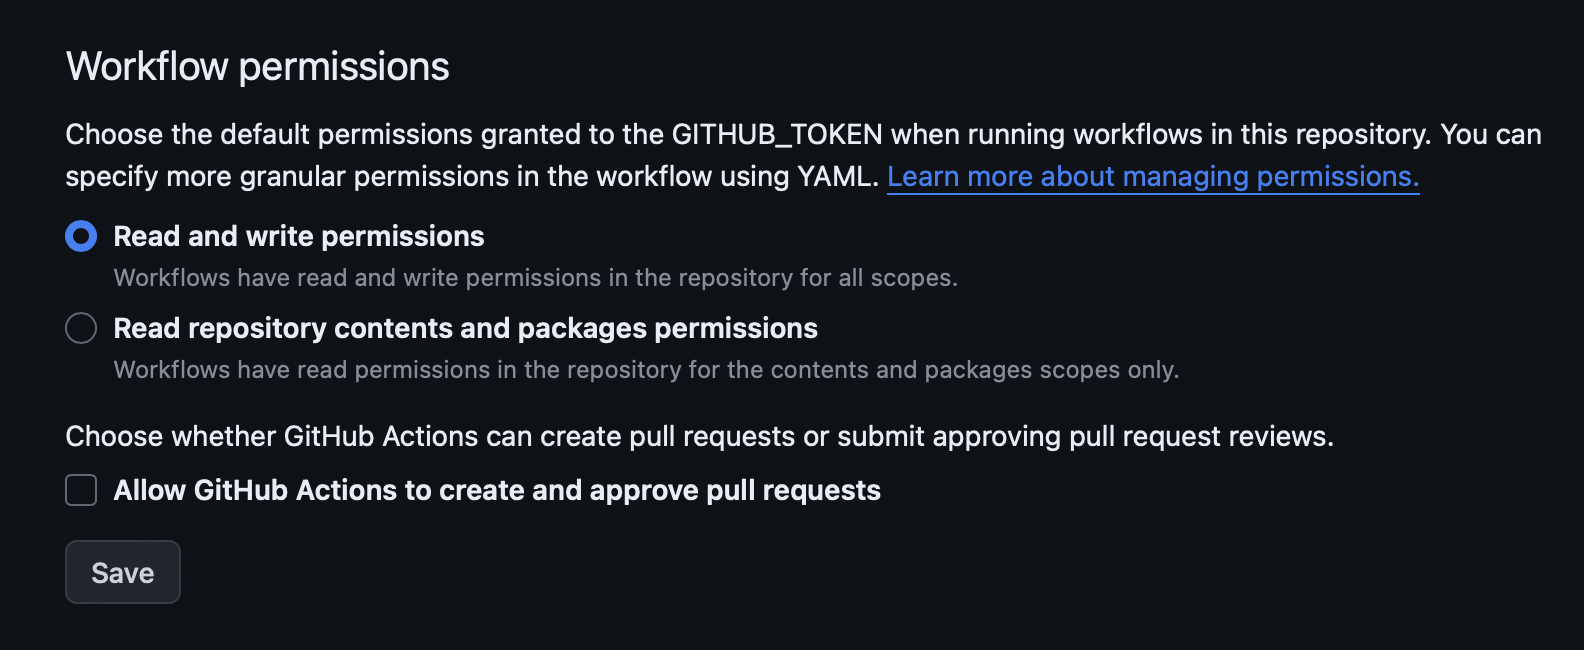 Workflow permissions
Choose the default permissions granted to the GITHUB_TOKEN when running workflows in this repository. You can
specify more granular permissions in the workflow using YAML. Learn more about managing permissions.
Read and write permissions
Workflows have read and write permissions in the repository for all scopes.
Read repository contents and packages permissions
Workflows have read permissions in the repository for the contents and packages scopes only.
Choose whether GitHub Actions can create pull requests or submit approving pull request reviews.
Allow GitHub Actions to create and approve pull requests
Save